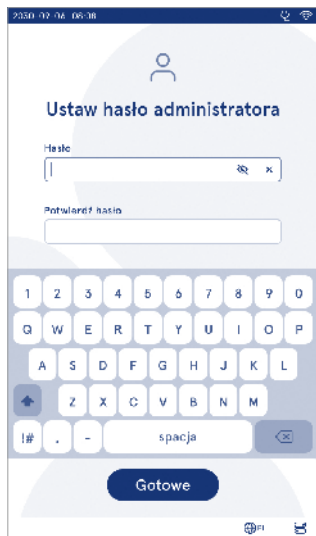 2030-07-06 08:08
Ustaw hasło administratora
Hasło
Potwierdź hasło
1 2 3 4 5 6 7 8 9 0
Q W E R T Y U I O P
A S D F G H J K L
Z X C V B N M
!# , - spacja
Gotowe